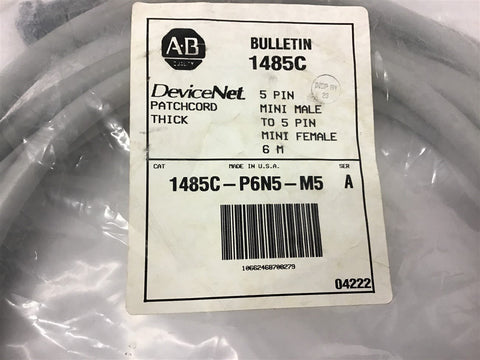 A-B
QUALITY
BULLETIN
1485C
DeviceNet
PATCHCORD
THICK
5 PIN
MINI MALE
TO 5 PIN
MINI FEMALE
6 M
CAT
MADE IN U.S.A.
SER
1485C-P6N5-M5
A
10662468700279
04222